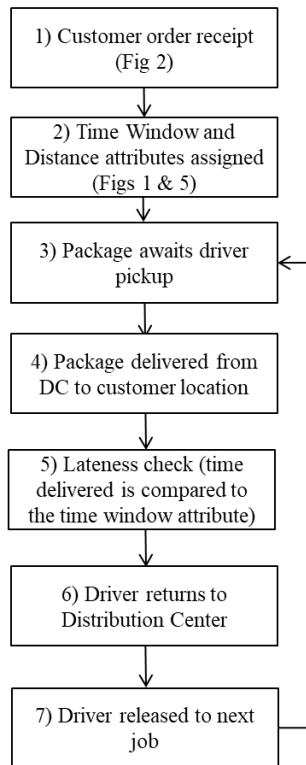 1) Customer order receipt
(Fig 2)
2) Time Window and
Distance attributes assigned
(Figs 1 & 5)
3) Package awaits driver
pickup
4) Package delivered from
DC to customer location
5) Lateness check (time
delivered is compared to
the time window attribute)
6) Driver returns to
Distribution Center
7) Driver released to next
job